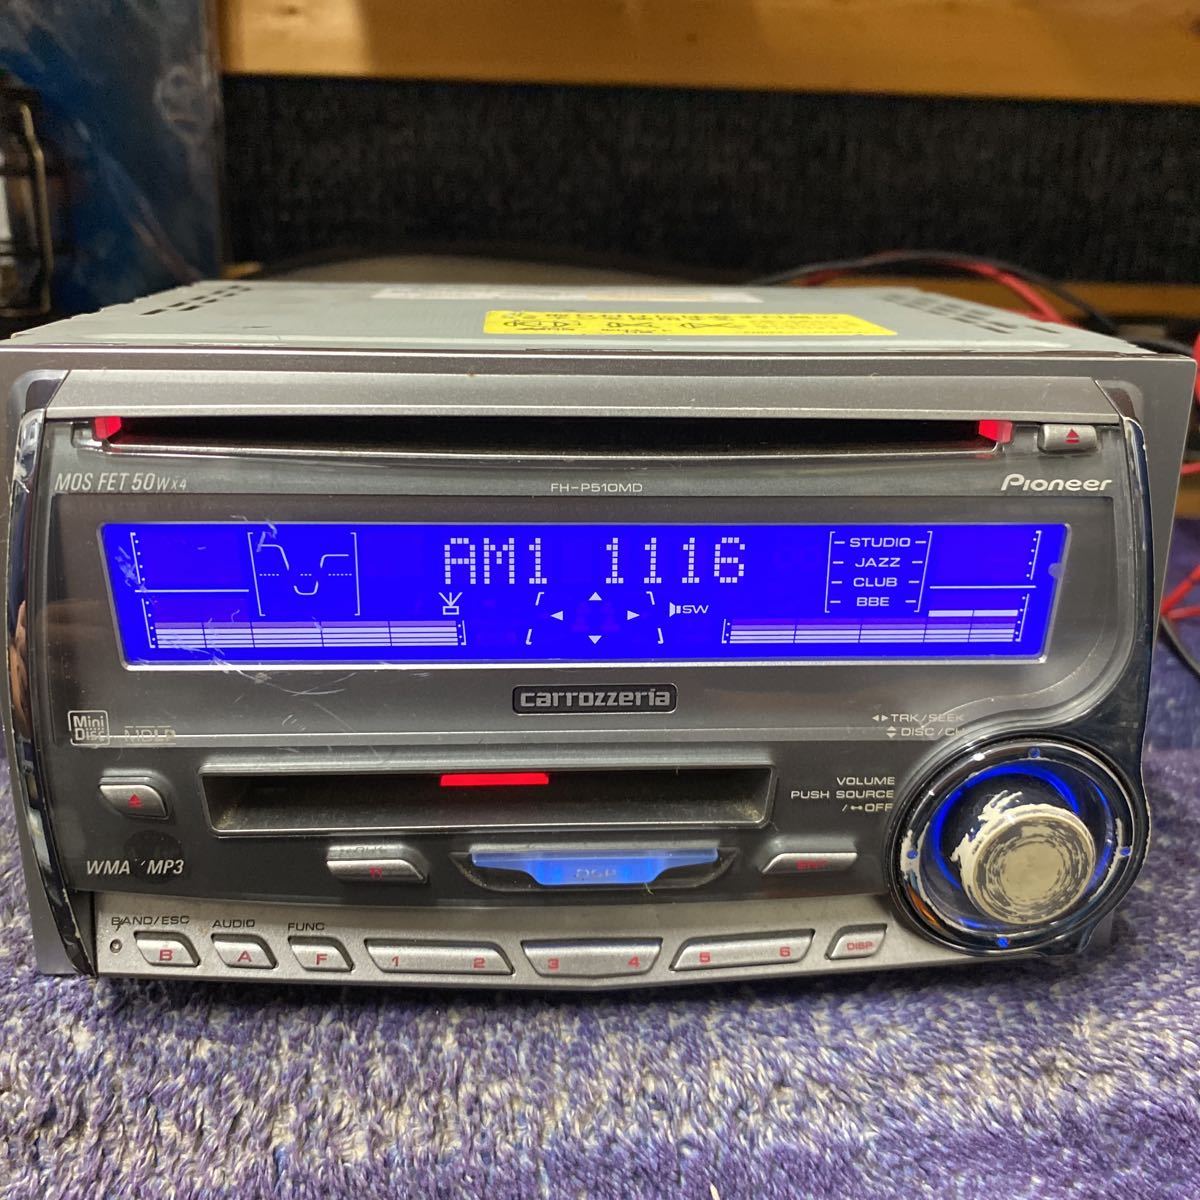 MOS FET 50W×4
FH-P510MD
Pioneer
AM1 1116
STUDIO
JAZZ
CLUB
BBE
SW
carrozzeria
Mini
Disc
MDLP
◄►TRK/SEEK
DISC/CH
VOLUME
PUSH SOURCE
OFF
WMA MP3
DSP
ENT
BAND/ESC
AUDIO
FUNC
B
A
F
1
2
3
4
5
6
DISP